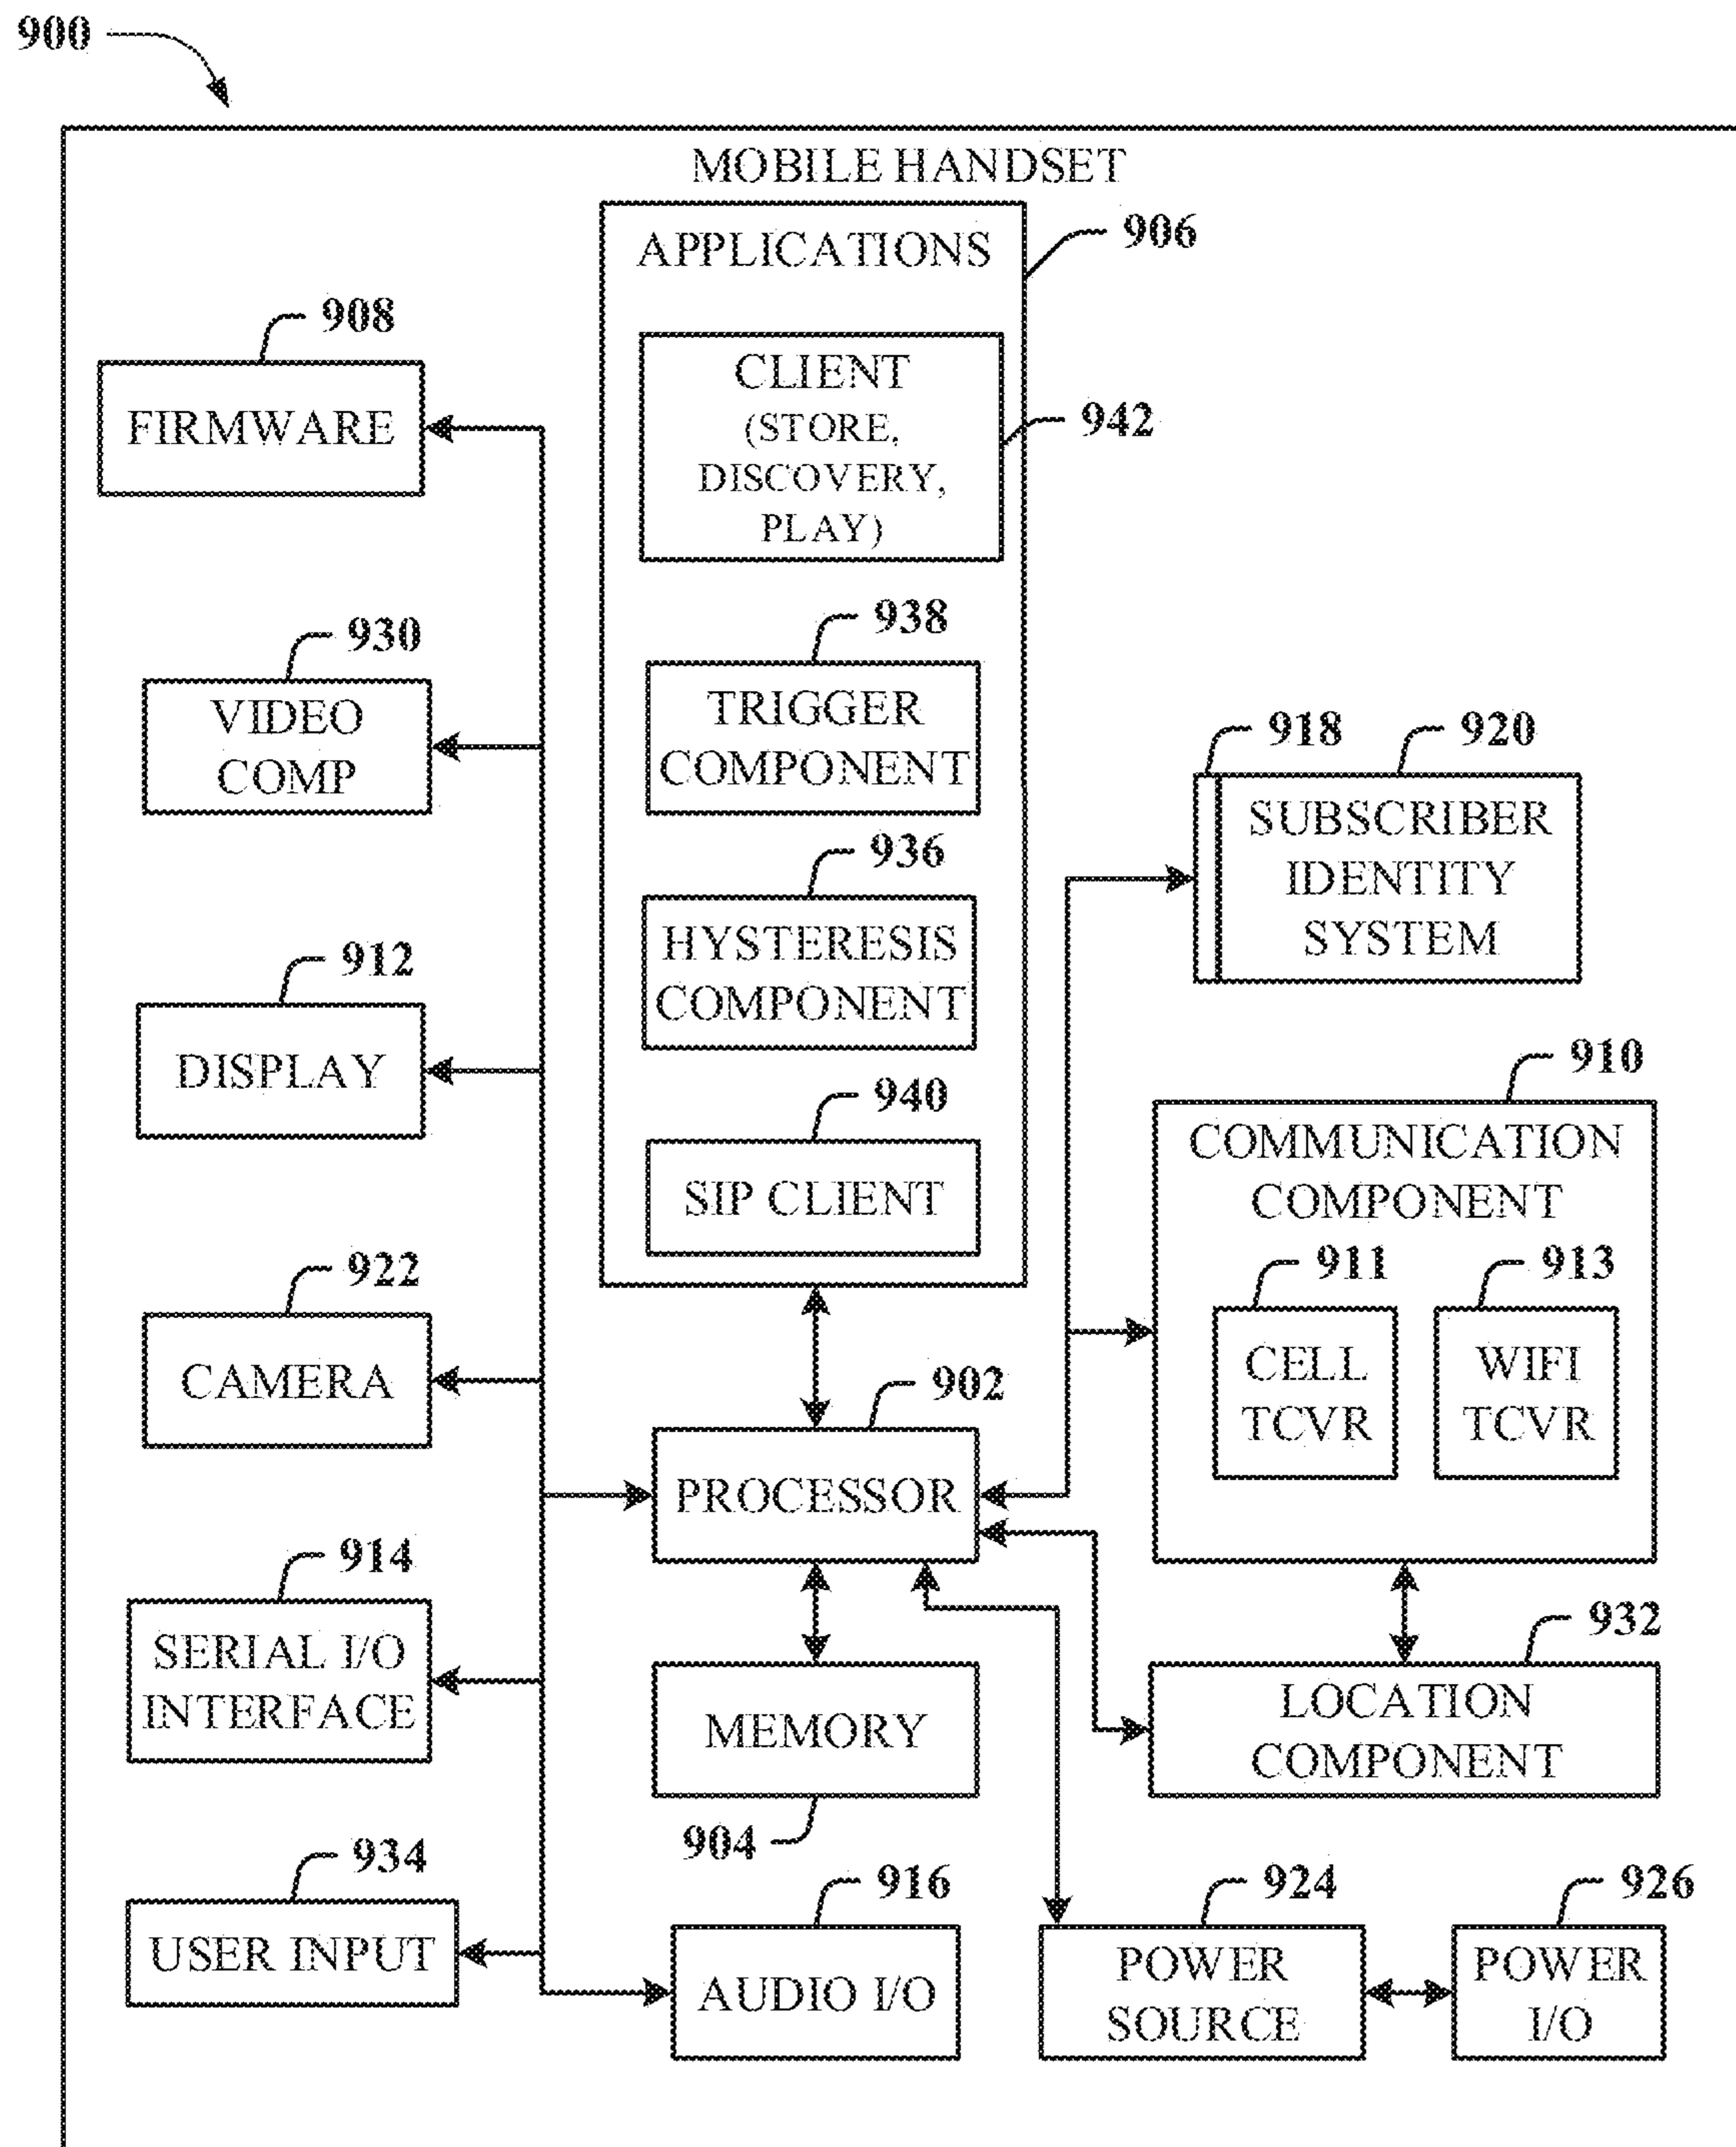 900
MOBILE HANDSET
APPLICATIONS
906
CLIENT
(STORE,
DISCOVERY,
PLAY)
942
908
FIRMWARE
938
TRIGGER
COMPONENT
930
VIDEO
COMP
918
920
SUBSCRIBER
IDENTITY
SYSTEM
936
HYSTERESIS
COMPONENT
912
DISPLAY
940
SIP CLIENT
910
COMMUNICATION
COMPONENT
911
CELL
TCVR
913
WIFI
TCVR
922
CAMERA
902
PROCESSOR
914
SERIAL I/O
INTERFACE
932
LOCATION
COMPONENT
MEMORY
904
934
USER INPUT
916
AUDIO I/O
924
POWER
SOURCE
926
POWER
I/O